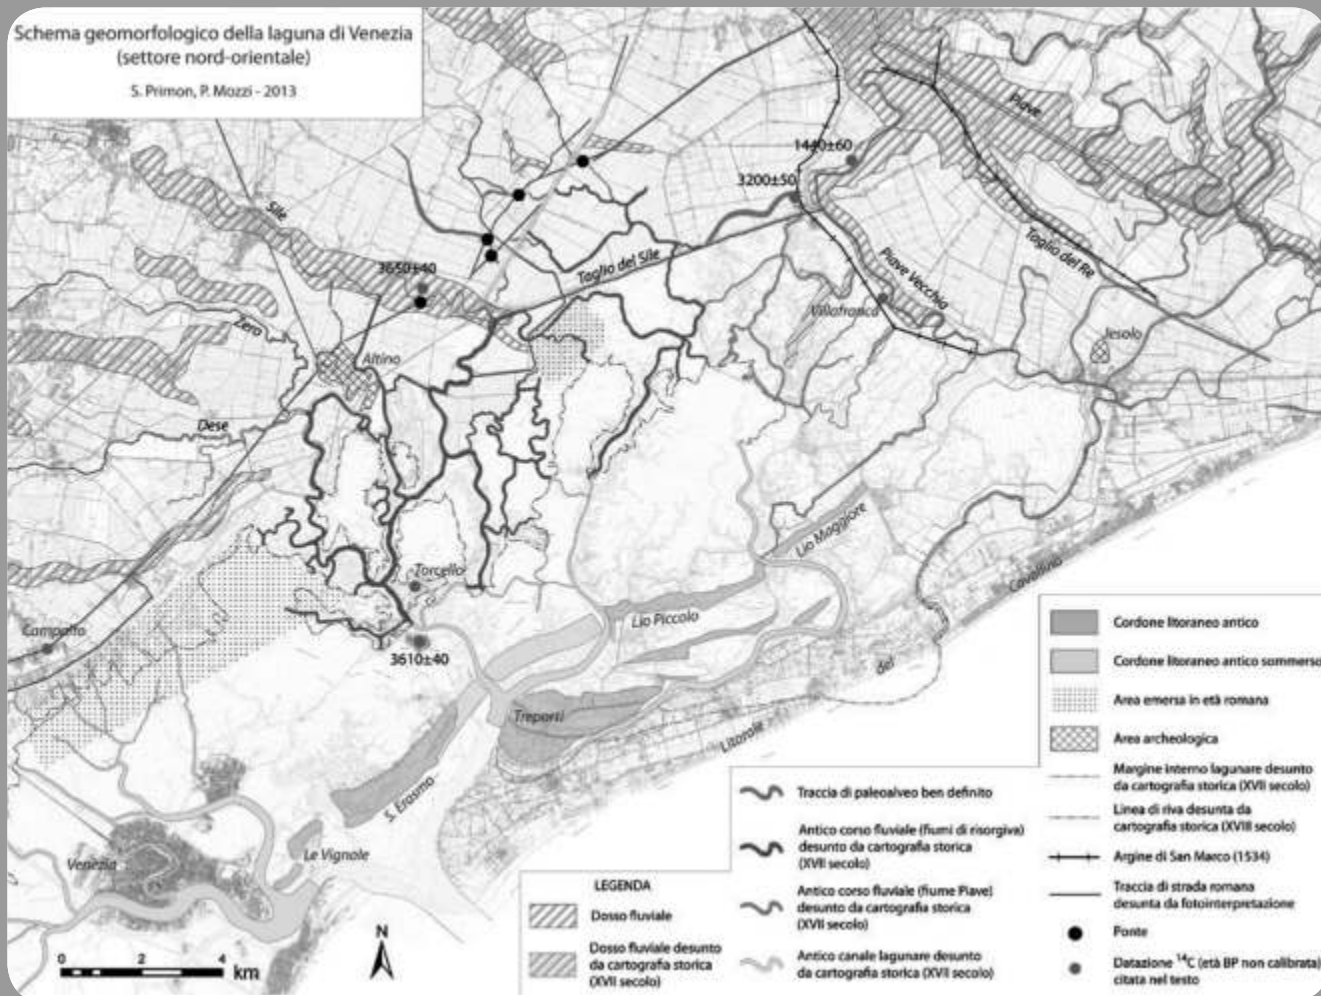 Schema geomorfologico della laguna di Venezia
(settore nord-orientale)
S. Primon, P. Mozzi - 2013
Piave
1440±60
3200±50
Sile
3650±40
Taglio del Sile
Piave Vecchia
Taglio del Re
Villafranca
Jesolo
Zero
Altino
Dese
Lio Maggiore
Torcello
Cavallino
Lio Piccolo
Campalto
3610±40
del
Treporti
Litorale
S. Erasmo
Le Vignole
Venezia
N
0 2 4 km
LEGENDA
Dosso fluviale
Dosso fluviale desunto
da cartografia storica
(XVII secolo)
Traccia di paleoalveo ben definito
Antico corso fluviale (fiumi di risorgiva)
desunto da cartografia storica
(XVII secolo)
Antico corso fluviale (fiume Piave)
desunto da cartografia storica
(XVII secolo)
Antico canale lagunare desunto
da cartografia storica (XVII secolo)
Cordone litoraneo antico
Cordone litoraneo antico sommerso
Area emersa in età romana
Area archeologica
Margine interno lagunare desunto
da cartografia storica (XVII secolo)
Linea di riva desunta da
cartografia storica (XVIII secolo)
Argine di San Marco (1534)
Traccia di strada romana
desunta da fotointerpretazione
Fonte
Datazione ¹⁴C (età BP non calibrata)
citata nel testo